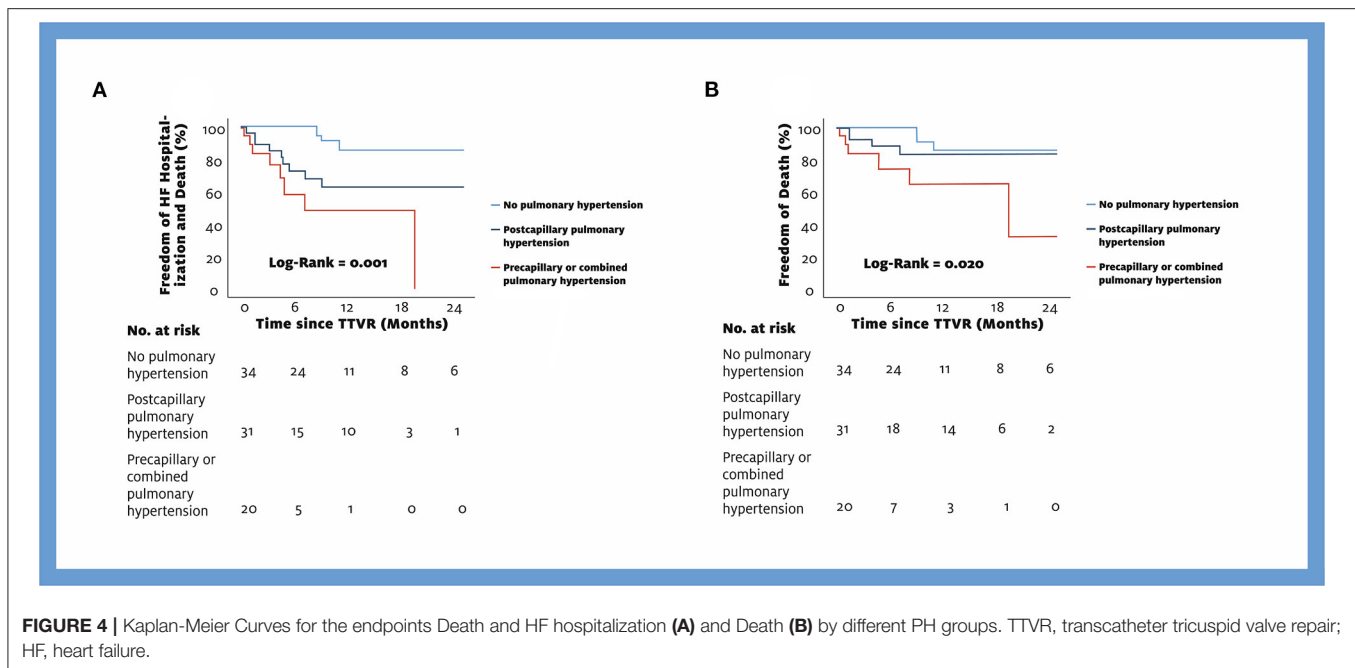 A
Freedom of HF Hospital-
ization and Death (%)
100
80
60
40
20
0
Log-Rank = 0.001
0 6 12 18 24
Time since TTVR (Months)
No pulmonary hypertension
Postcapillary pulmonary
hypertension
Precapillary or combined
pulmonary hypertension
No. at risk
No pulmonary
hypertension 34 24 11 8 6
Postcapillary
pulmonary
hypertension 31 15 10 3 1
Precapillary or
combined
pulmonary
hypertension 20 5 1 0 0
B
Freedom of Death (%)
100
80
60
40
20
0
Log-Rank = 0.020
0 6 12 18 24
Time since TTVR (Months)
No pulmonary hypertension
Postcapillary pulmonary
hypertension
Precapillary or combined
pulmonary hypertension
No. at risk
No pulmonary
hypertension 34 24 11 8 6
Postcapillary
pulmonary
hypertension 31 18 14 6 2
Precapillary or
combined
pulmonary
hypertension 20 7 3 1 0
FIGURE 4 | Kaplan-Meier Curves for the endpoints Death and HF hospitalization (A) and Death (B) by different PH groups. TTVR, transcatheter tricuspid valve repair;
HF, heart failure.